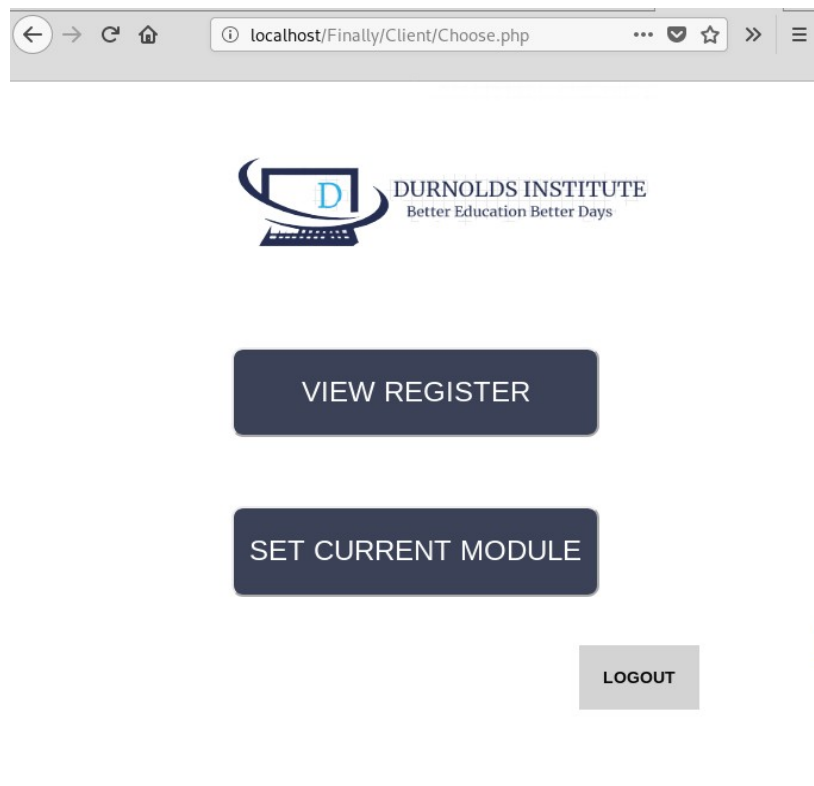 localhost/Finally/Client/Choose.php
D
DURNOLDS INSTITUTE
Better Education Better Days
VIEW REGISTER
SET CURRENT MODULE
LOGOUT